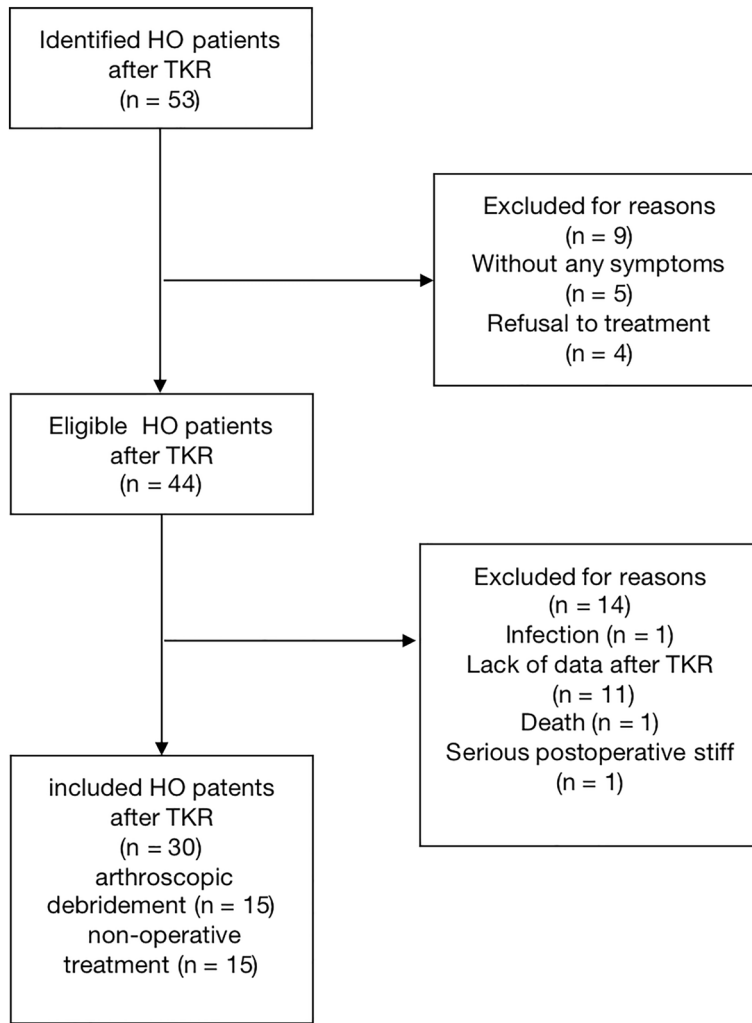 Identified HO patients
after TKR
(n = 53)
Excluded for reasons
(n = 9)
Without any symptoms
(n = 5)
Refusal to treatment
(n = 4)
Eligible HO patients
after TKR
(n = 44)
Excluded for reasons
(n = 14)
Infection (n = 1)
Lack of data after TKR
(n = 11)
Death (n = 1)
Serious postoperative stiff
(n = 1)
included HO patents
after TKR
(n = 30)
arthroscopic
debridement (n = 15)
non-operative
treatment (n = 15)